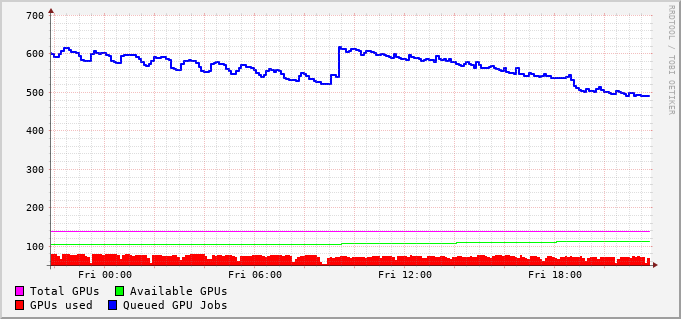 700
600
500
400
300
200
100
Fri 00:00 Fri 06:00 Fri 12:00 Fri 18:00
Total GPUs Available GPUs
GPUs used Queued GPU Jobs
RRDTOOL / TOBI OETIKER